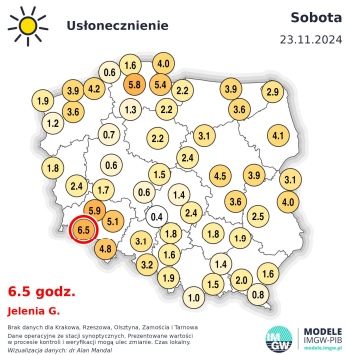 Usłonecznienie
Sobota
23.11.2024
0.6 1.6 4.0
3.9 4.2 5.8 5.4 2.2 3.9 2.9
1.9 3.6 1.3 2.2 3.6
1.2 0.7 2.2 3.1 4.1
1.8 0.6 1.5 2.4 4.5 3.9 3.1
2.4 1.7 0.6 1.4 3.6 4.0
5.9 5.1 0.4 2.4 2.5
6.5 3.1 1.8 1.8 1.9
4.8 3.2 1.6 1.4
1.9 1.5 2.0 1.6
1.0 0.8
6.5 godz.
Jelenia G.
Brak danych dla Krakowa, Rzeszowa, Olsztyna, Zamościa i Tarnowa
Dane operacyjne ze stacji synoptycznych. Prezentowane wartości
w procesie kontroli i weryfikacji mogą ulec zmianie. Czas lokalny.
Wizualizacja danych: dr Alan Mandal
IM
GW
MODELE
IMGW-PIB
modele.imgw.pl